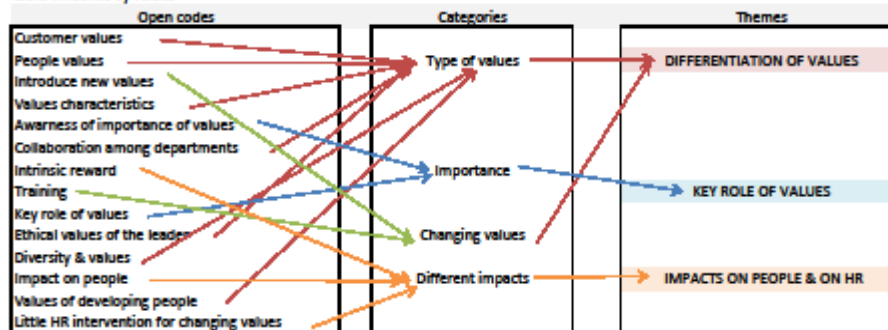 Open codes Categories Themes
Customer values
People values Type of values DIFFERENTIATION OF VALUES
Introduce new values
Values characteristics
Awarness of importance of values
Collaboration among departments
Intrinsic reward Importance
Training KEY ROLE OF VALUES
Key role of values
Ethical values of the leader Changing values
Diversity & values
Impact on people Different impacts IMPACTS ON PEOPLE & ON HR
Values of developing people
Little HR intervention for changing values